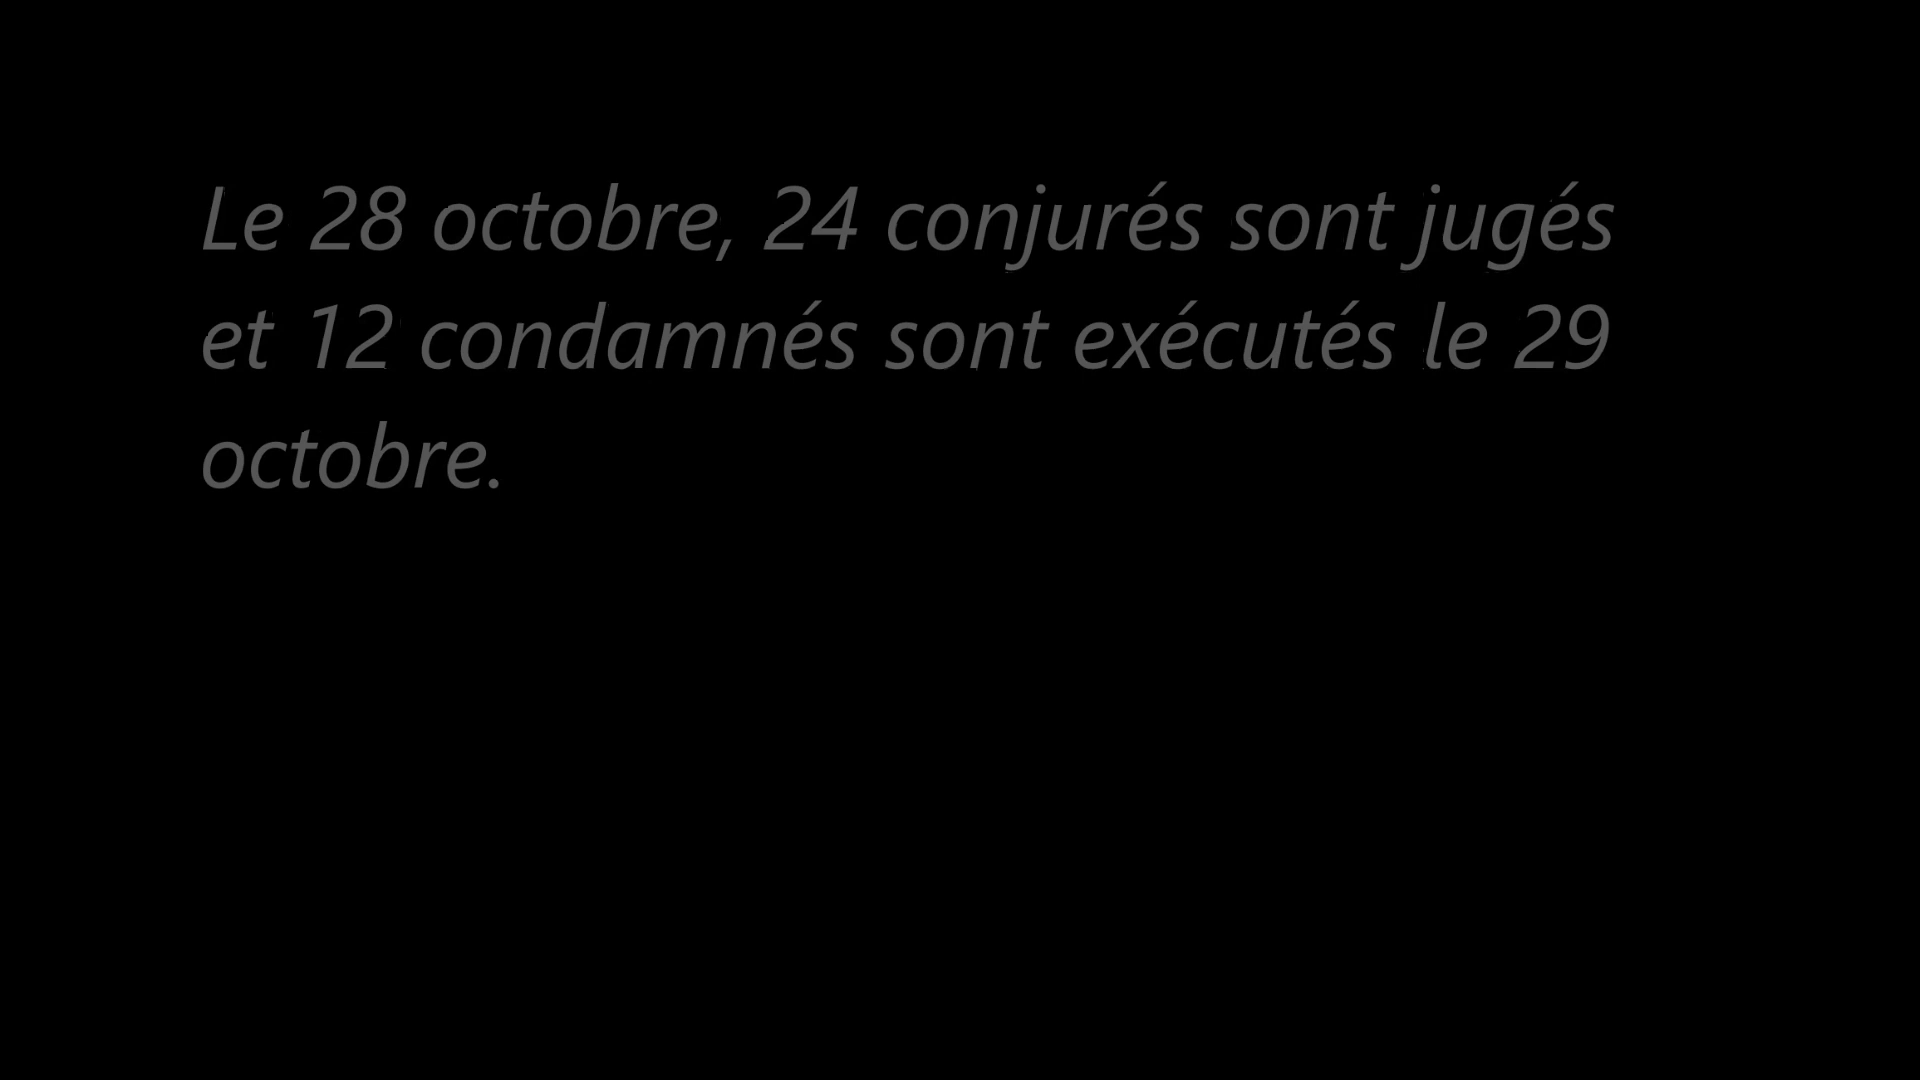 Le 28 octobre, 24 conjurés sont jugés
et 12 condamnés sont exécutés le 29
octobre.